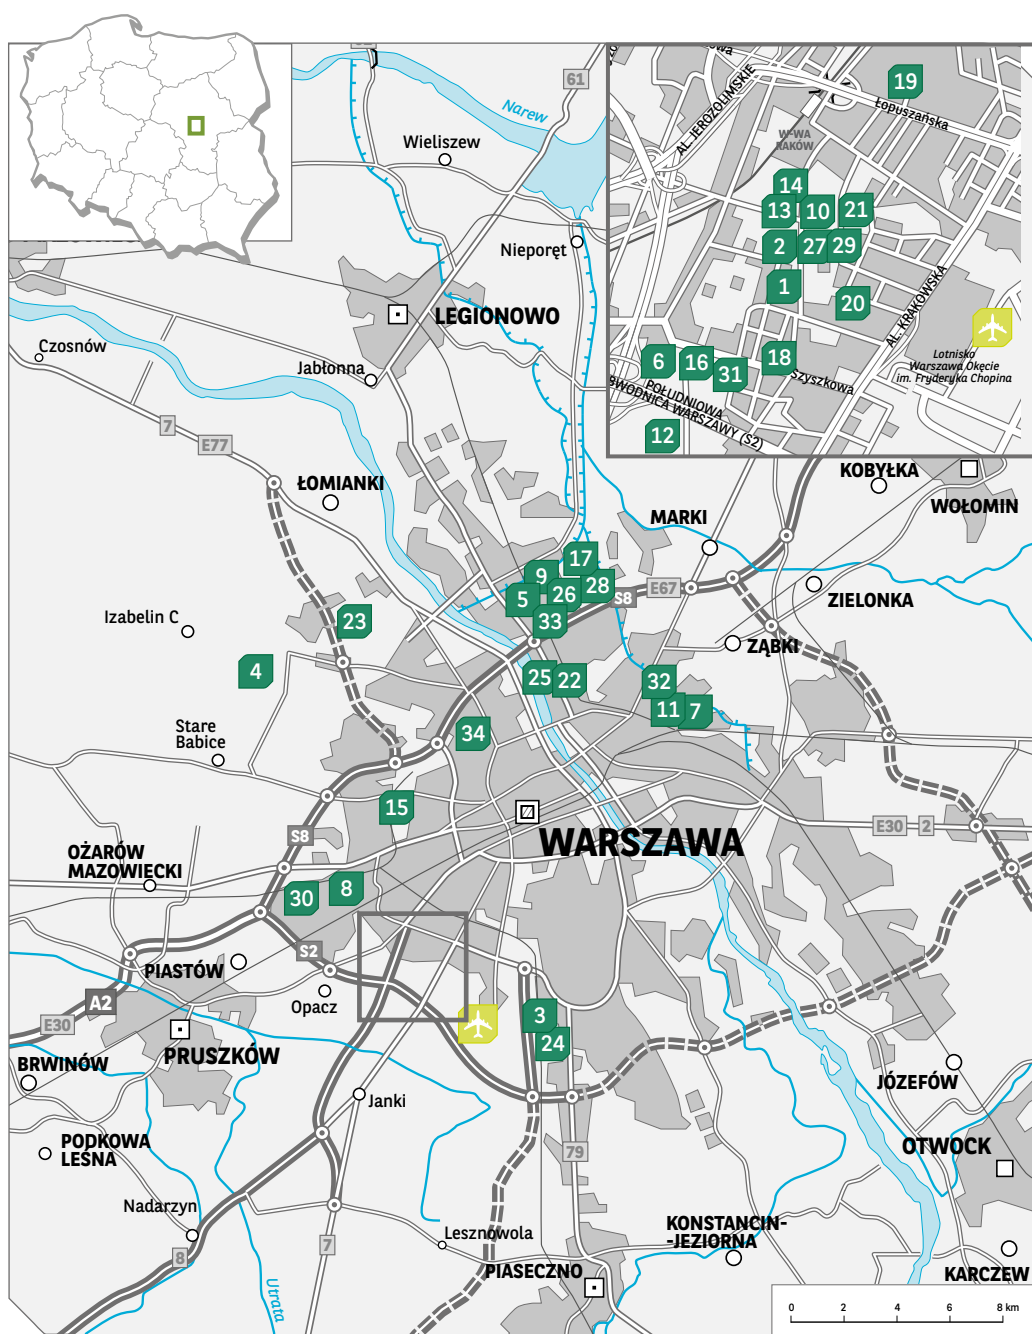 61
Narew
Wieliszew
Nieporęt
LEGIONOWO
Czosnów
Jabłonna
7
E77
ŁOMIANKI
AL. JEROZOLIMSKIE
19
Łopuszańska
W-WA
RAKÓW
14
13
10
21
2
27
29
1
20
AL. KRAKOWSKA
Lotnisko
Warszawa Okęcie
im. Fryderyka Chopina
6
16
31
18
Szyszkowa
POŁUDNIOWA
BWODNICA WARSZAWY (S2)
12
KOBYŁKA
WOŁOMIN
MARKI
17
9
28
E67
5
26
S8
33
ZIELONKA
Izabelin C
23
ZĄBKI
4
25
22
32
11
7
Stare
Babice
34
15
WARSZAWA
E30
2
S8
OŻARÓW
MAZOWIECKI
8
30
S2
PIASTÓW
Opacz
A2
E30
3
24
PRUSZKÓW
BRWINÓW
JÓZEFÓW
Janki
PODKOWA
LEŚNA
79
OTWOCK
Nadarzyn
KONSTANCIN-
-JEZIORNA
Lesznowola
7
8
Utrata
PIASECZNO
KARCZEW
0 2 4 6 8 km